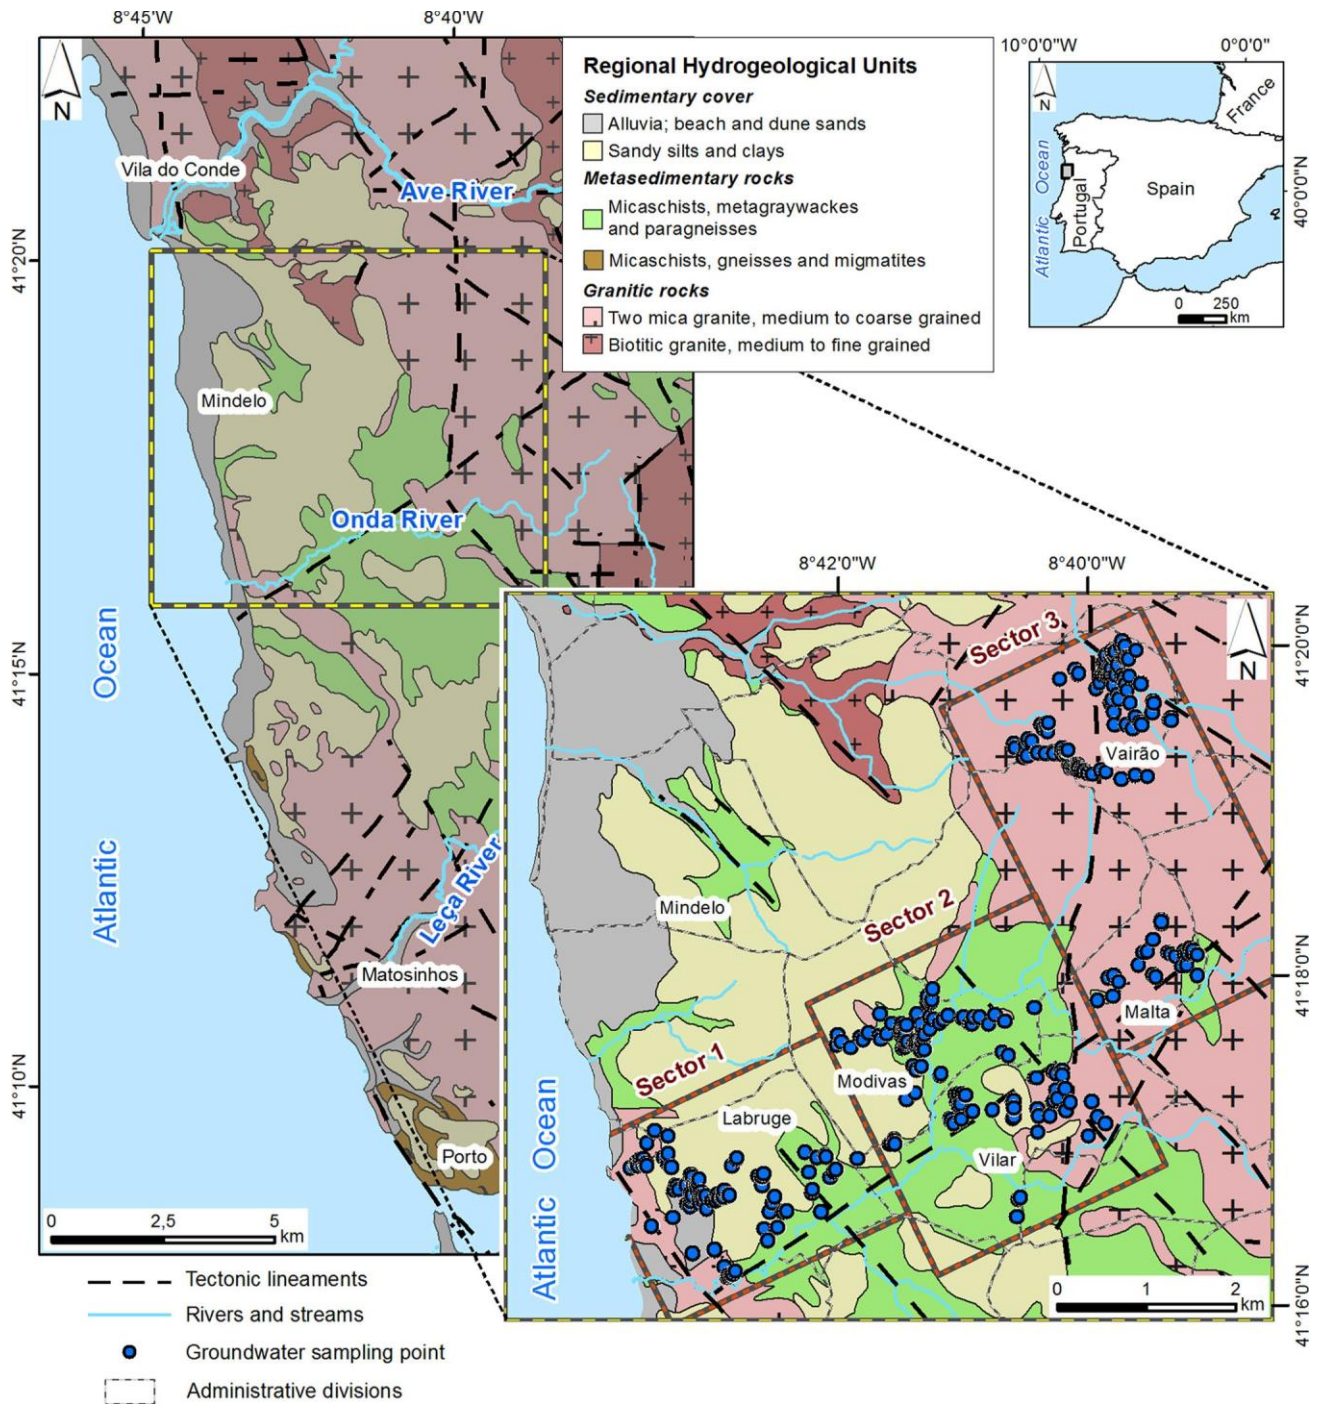 8°45'W
8°40'W
10°00'0"W
0°0'0"
N
Vila do Conde
Ave River
Regional Hydrogeological Units
Sedimentary cover
Alluvia; beach and dune sands
Sandy silts and clays
Metasedimentary rocks
Micaschists, metagraywackes
and paragneisses
Micaschists, gneisses and migmatites
Granitic rocks
Two mica granite, medium to coarse grained
Biotitic granite, medium to fine grained
N
France
Atlantic Ocean
Portugal
Spain
40°0'0"N
0 250
km
41°20'N
Mindelo
Onda River
41°15'N
Atlantic Ocean
Leça River
Matosinhos
41°10'N
Porto
0 2,5 5
km
8°42'0"W
8°40'0"W
Sector 3
N
41°20'0"N
Vairão
Mindelo
Sector 2
41°18'0"N
Malta
Sector 1
Modivas
Labruge
Vilar
Atlantic Ocean
0 1 2
km
41°16'0"N
Tectonic lineaments
Rivers and streams
Groundwater sampling point
Administrative divisions